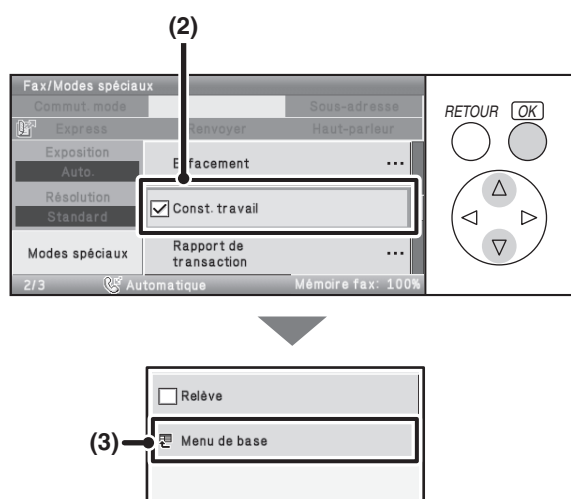 (2)
Fax/Modes spéciaux
Commut. mode
Sous-adresse
Express
Renvoyer
Haut-parleur
Exposition
Auto.
Résolution
Standard
Modes spéciaux
Effacement
...
Const. travail
Rapport de
transaction
...
2/3
Automatique
Mémoire fax: 100%
RETOUR
OK
Relève
(3)
Menu de base